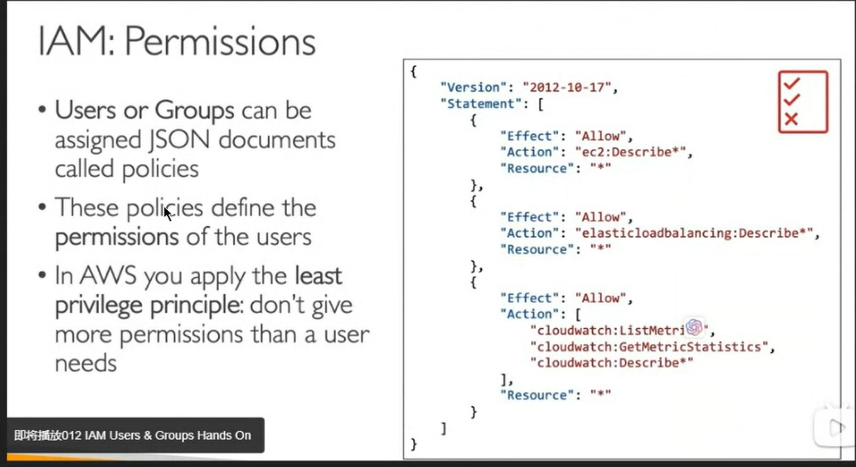 IAM: Permissions
• Users or Groups can be
assigned JSON documents
called policies
• These policies define the
permissions of the users
• In AWS you apply the least
privilege principle: don't give
more permissions than a user
needs
{
"Version": "2012-10-17",
"Statement": [
{
"Effect": "Allow",
"Action": "ec2:Describe*",
"Resource": "*"
},
{
"Effect": "Allow",
"Action": "elasticloadbalancing:Describe*",
"Resource": "*"
},
{
"Effect": "Allow",
"Action": [
"cloudwatch:ListMetri",
"cloudwatch:GetMetricStatistics",
"cloudwatch:Describe*"
],
"Resource": "*"
}
]
}
即将播放012 IAM Users & Groups Hands On